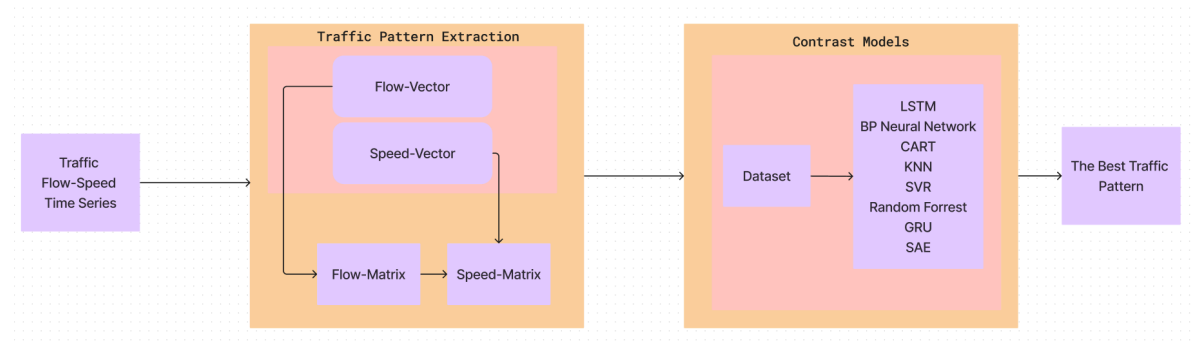 Traffic Pattern Extraction
Flow-Vector
Speed-Vector
Traffic
Flow-Speed
Time Series
Flow-Matrix
Speed-Matrix
Contrast Models
Dataset
LSTM
BP Neural Network
CART
KNN
SVR
Random Forrest
GRU
SAE
The Best Traffic
Pattern